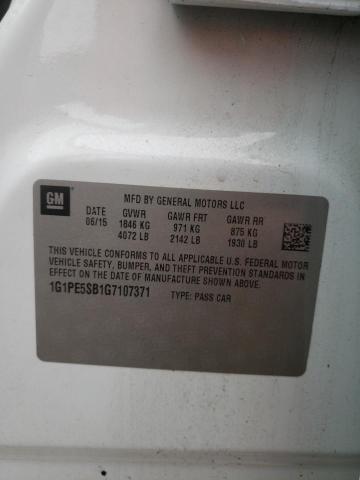 GM
MFD BY GENERAL MOTORS LLC
DATE GVWR GAWR FRT GAWR RR
06/15 1846 KG 971 KG 875 KG
4072 LB 2142 LB 1930 LB
THIS VEHICLE CONFORMS TO ALL APPLICABLE U.S. FEDERAL MOTOR
VEHICLE SAFETY, BUMPER, AND THEFT PREVENTION STANDARDS IN
EFFECT ON THE DATE OF MANUFACTURE SHOWN ABOVE.
1G1PE5SB1G7107371 TYPE: PASS CAR